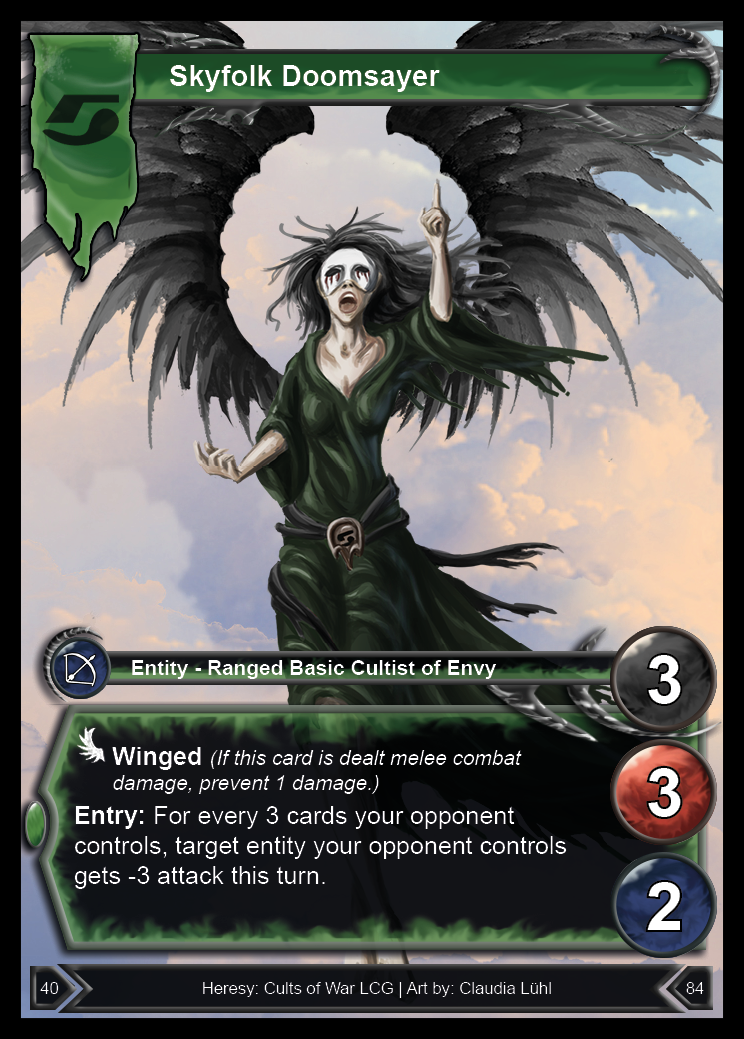 Skyfolk Doomsayer
Entity - Ranged Basic Cultist of Envy
3
Winged (If this card is dealt melee combat
damage, prevent 1 damage.)
3
Entry: For every 3 cards your opponent
controls, target entity your opponent controls
gets -3 attack this turn.
2
40
Heresy: Cults of War LCG | Art by: Claudia Lühl
84